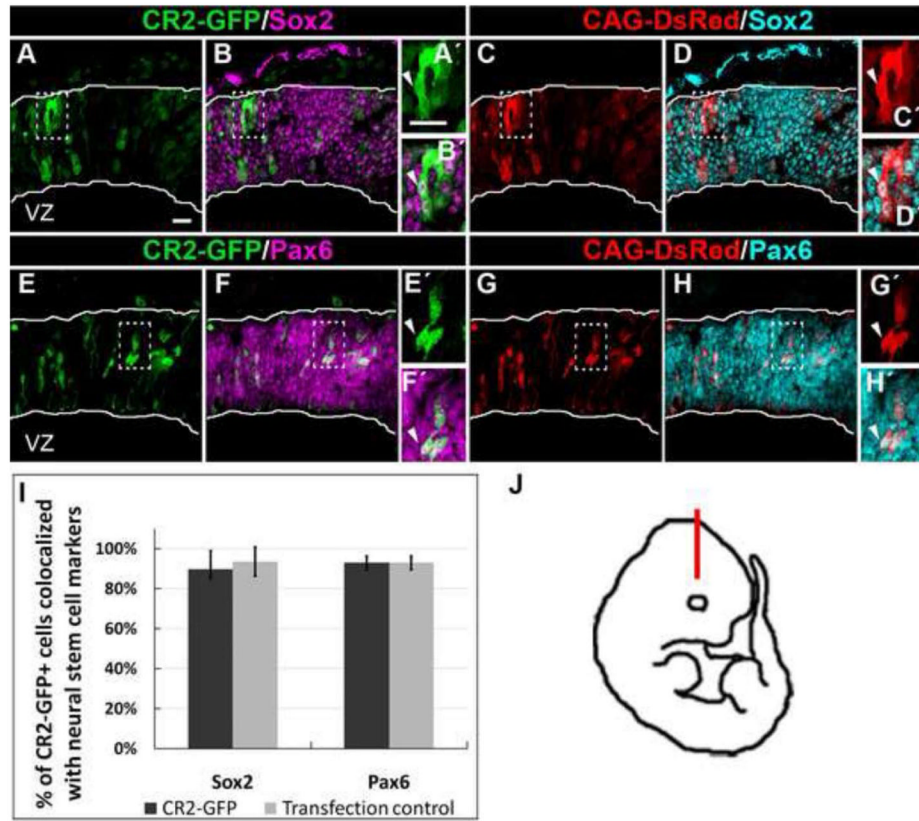 CR2-GFP/Sox2
CAG-DsRed/Sox2
A
B
A´
C
D
C´
B´
D´
VZ
CR2-GFP/Pax6
CAG-DsRed/Pax6
E
F
E´
G
H
G´
F´
H´
VZ
I
J
% of CR2-GFP+ cells colocalized
with neural stem cell markers
100%
80%
60%
40%
20%
0%
Sox2
Pax6
CR2-GFP
Transfection control